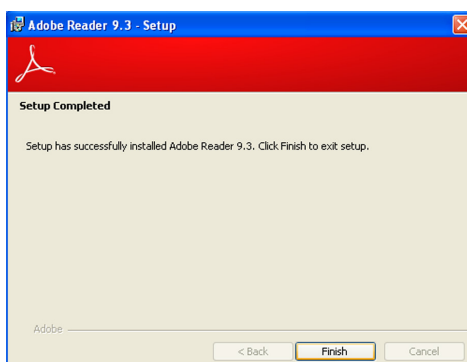 Adobe Reader 9.3 - Setup
Setup Completed
Setup has successfully installed Adobe Reader 9.3. Click Finish to exit setup.
Adobe
< Back Finish Cancel